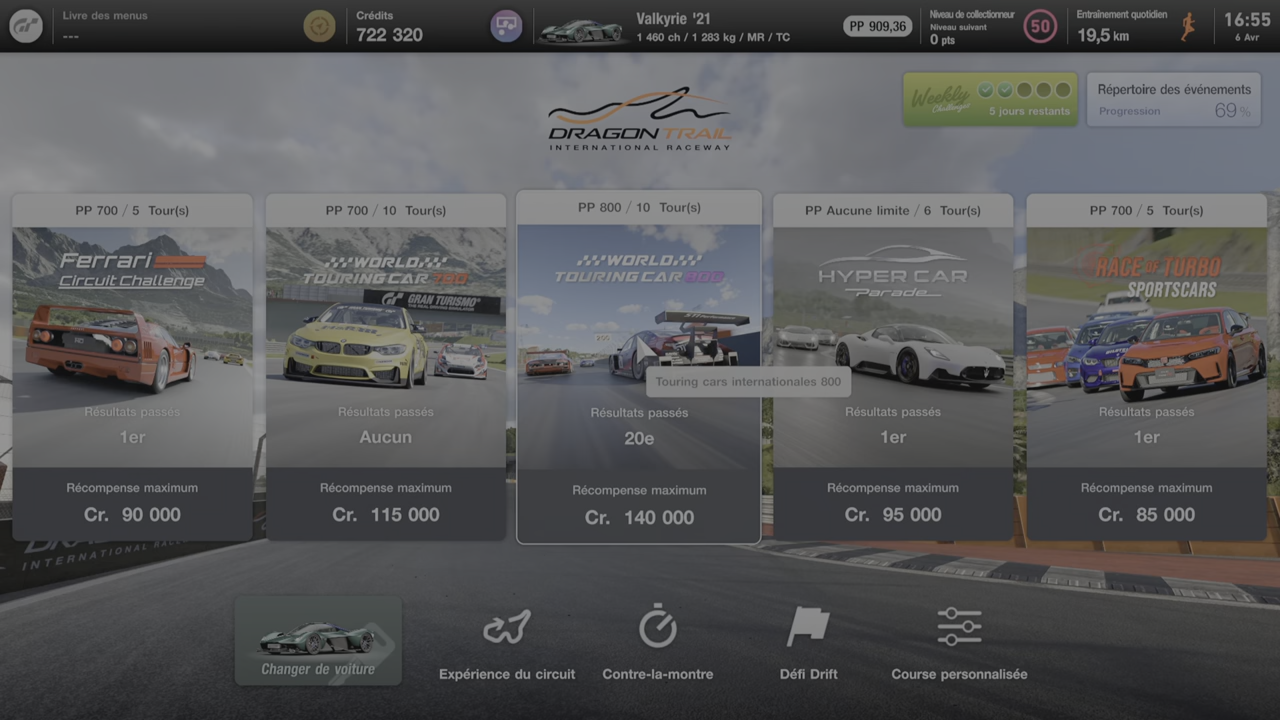 Livre des menus
---
Crédits
722 320
Valkyrie '21
1 460 ch / 1 283 kg / MR / TC
PP 909,36
Niveau de collectionneur
Niveau suivant
0 pts
50
Entraînement quotidien
19,5 km
16:55
6 Avr
DRAGON TRAIL
INTERNATIONAL RACEWAY
Weekly
Challenge!
5 jours restants
Répertoire des événements
Progression
69 %
PP 700 / 5 Tour(s)
Ferrari
Circuit Challenge
Résultats passés
1er
Récompense maximum
Cr. 90 000
PP 700 / 10 Tour(s)
WORLD
TOURING CAR 700
GRAN TURISMO
Résultats passés
Aucun
Récompense maximum
Cr. 115 000
PP 800 / 10 Tour(s)
WORLD
TOURING CAR 800
200
Touring cars internationales 800
Résultats passés
20e
Récompense maximum
Cr. 140 000
PP Aucune limite / 6 Tour(s)
HYPER CAR
Parade
Résultats passés
1er
Récompense maximum
Cr. 95 000
PP 700 / 5 Tour(s)
RACE OF TURBO
SPORTSCARS
Résultats passés
1er
Récompense maximum
Cr. 85 000
INTERNATIONAL RACEWAY
Changer de voiture
Expérience du circuit
Contre-la-montre
Défi Drift
Course personnalisée